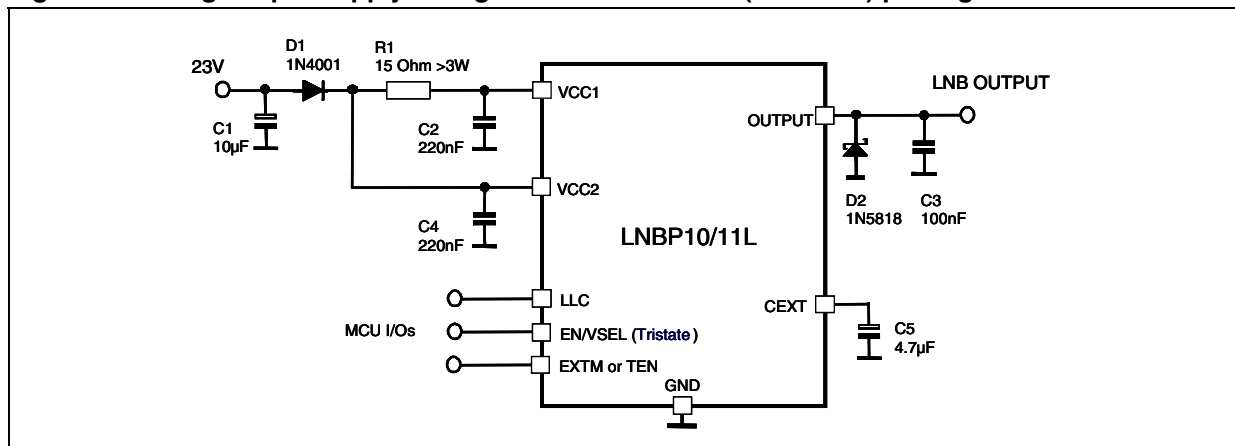 23V
D1
1N4001
R1
15 Ohm >3W
C1
10µF
C2
220nF
VCC1
OUTPUT
LNB OUTPUT
D2
1N5818
C3
100nF
VCC2
C4
220nF
LNBP10/11L
LLC
MCU I/Os
EN/VSEL (Tristate)
EXTM or TEN
CEXT
C5
4.7µF
GND